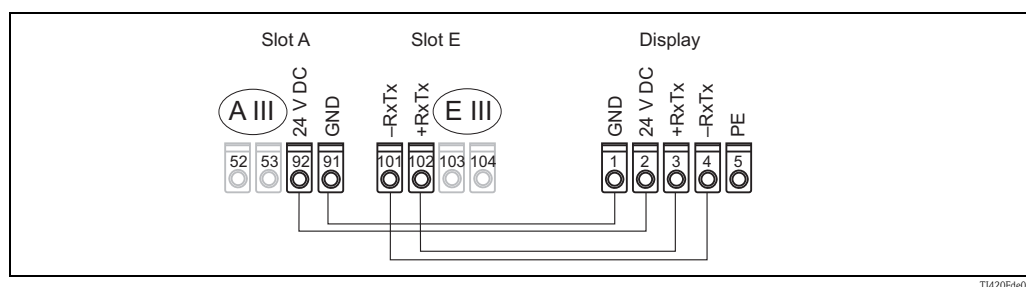 Slot A Slot E Display
A III 24 V DC GND –RxTx +RxTx E III GND 24 V DC +RxTx –RxTx PE
52 53 92 91 101 102 103 104 1 2 3 4 5